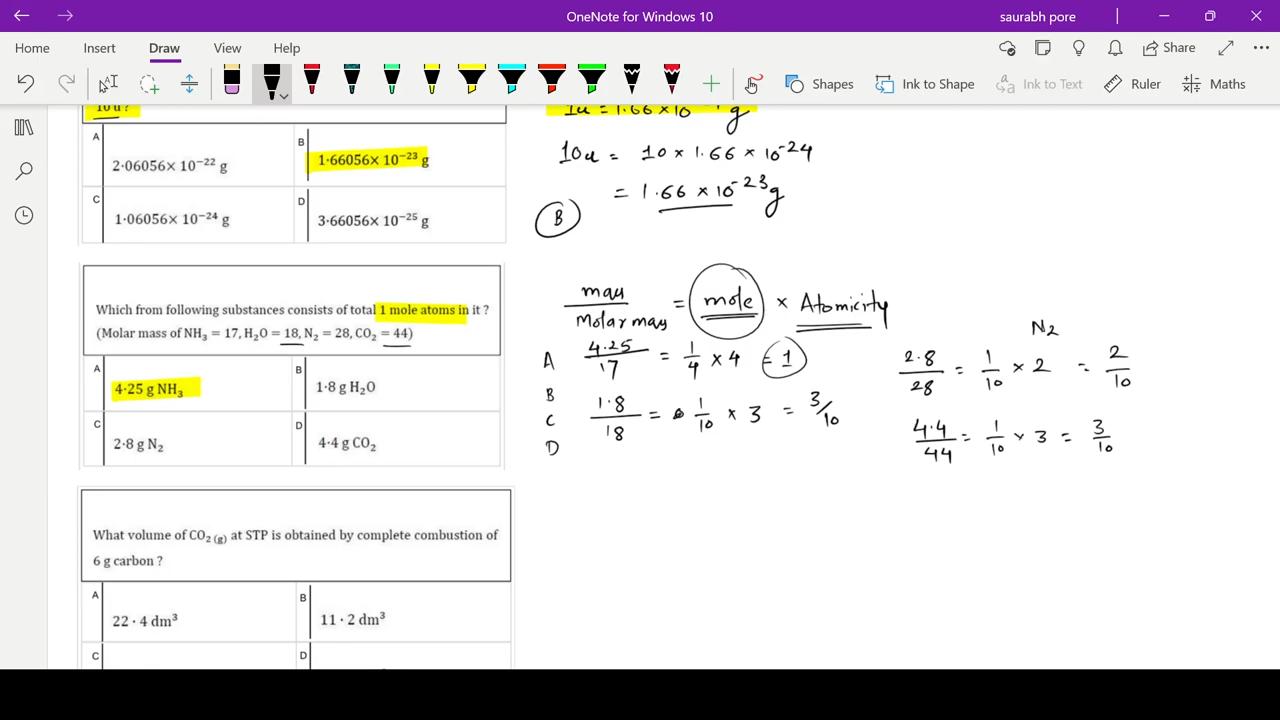 OneNote for Windows 10
saurabh pore
Home Insert Draw View Help
Share
Shapes Ink to Shape Ink to Text Ruler Maths
10 u ?
A
2·06056× 10⁻²² g
B
1·66056× 10⁻²³ g
C
1·06056× 10⁻²⁴ g
D
3·66056× 10⁻²⁵ g
10u = 10 × 1.66 × 10⁻²⁴
= 1.66 × 10⁻²³ g
B
Which from following substances consists of total 1 mole atoms in it ?
(Molar mass of NH₃ = 17, H₂O = 18, N₂ = 28, CO₂ = 44)
A
4·25 g NH₃
B
1·8 g H₂O
C
2·8 g N₂
D
4·4 g CO₂
mass / Molar mass = mole × Atomicity
A 4.25/17 = 1/4 × 4 = 1
B
C 1.8/18 = 1/10 × 3 = 3/10
D
N₂
2.8/28 = 1/10 × 2 = 2/10
4.4/44 = 1/10 × 3 = 3/10
What volume of CO₂ (g) at STP is obtained by complete combustion of
6 g carbon ?
A
22·4 dm³
B
11·2 dm³
C
D